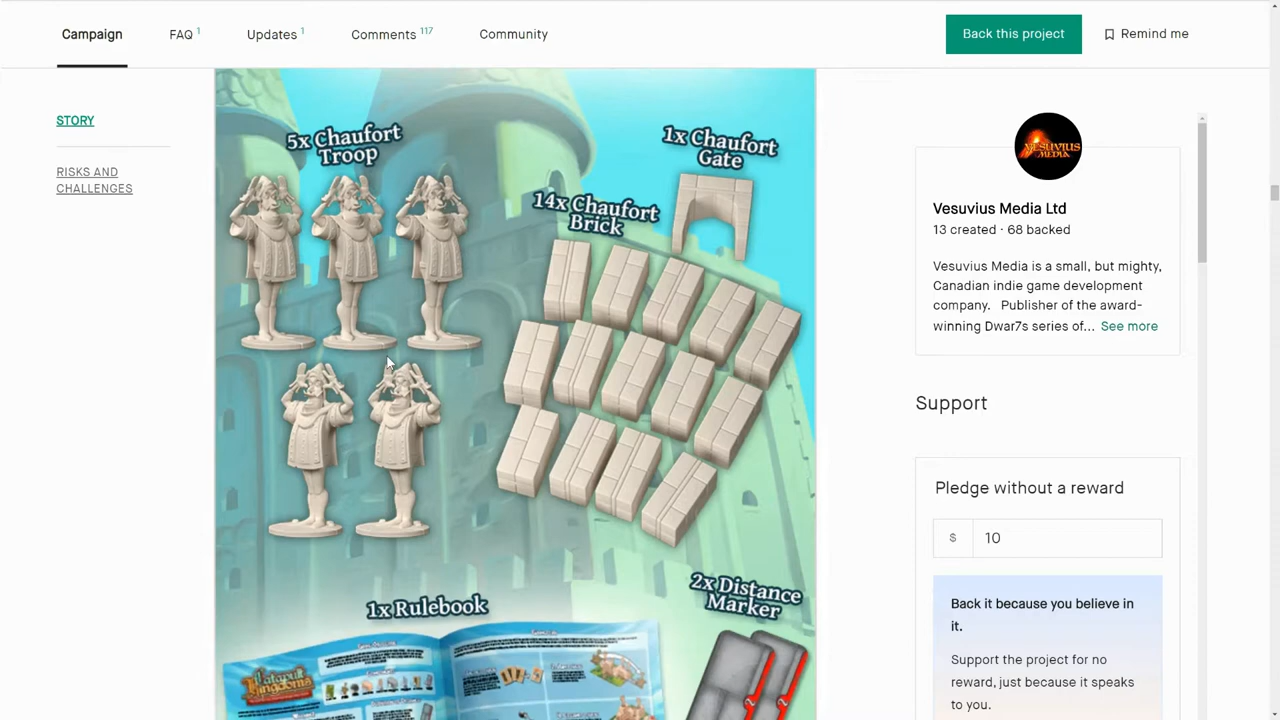 Campaign
FAQ 1
Updates 1
Comments 117
Community
Back this project
Remind me
STORY
RISKS AND
CHALLENGES
5x Chaufort
Troop
1x Chaufort
Gate
14x Chaufort
Brick
1x Rulebook
2x Distance
Marker
Catapult
Kingdoms
VESUVIUS
MEDIA
Vesuvius Media Ltd
13 created · 68 backed
Vesuvius Media is a small, but mighty,
Canadian indie game development
company. Publisher of the award-
winning Dwar7s series of... See more
Support
Pledge without a reward
$ 10
Back it because you believe in
it.
Support the project for no
reward, just because it speaks
to you.